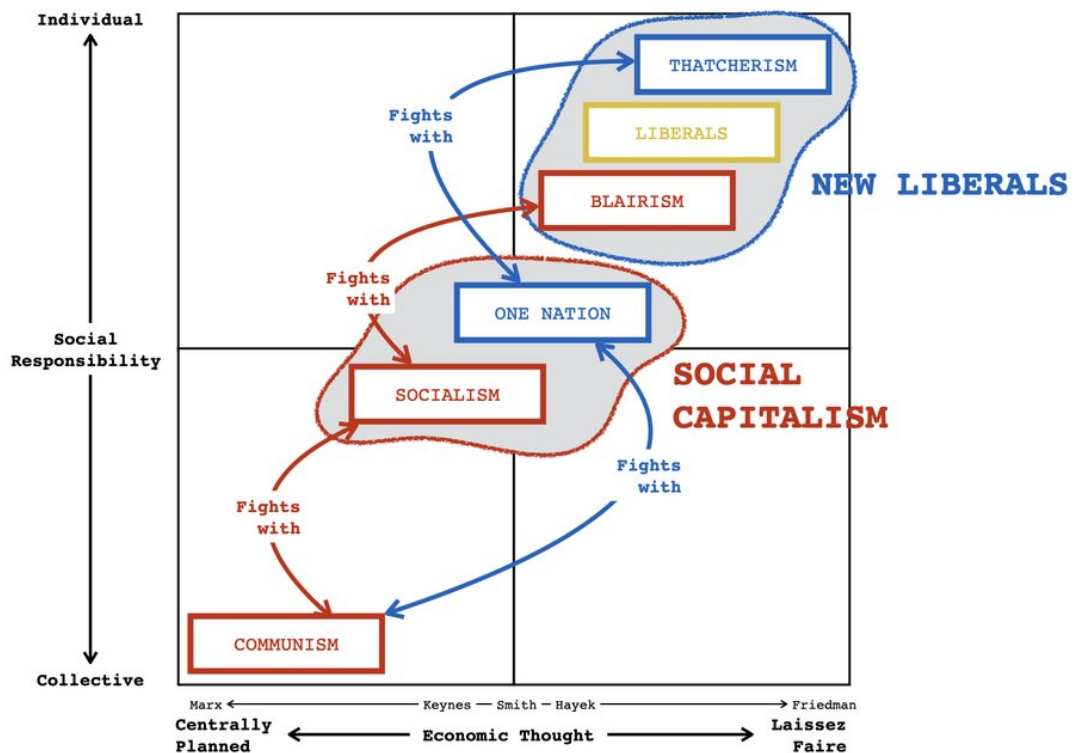 Individual
THATCHERISM
Fights
with
LIBERALS
NEW LIBERALS
BLAIRISM
Fights
with
ONE NATION
Social
Responsibility
SOCIAL
CAPITALISM
SOCIALISM
Fights
with
Fights
with
COMMUNISM
Collective
Marx Keynes Smith Hayek Friedman
Centrally
Planned
Economic Thought
Laissez
Faire